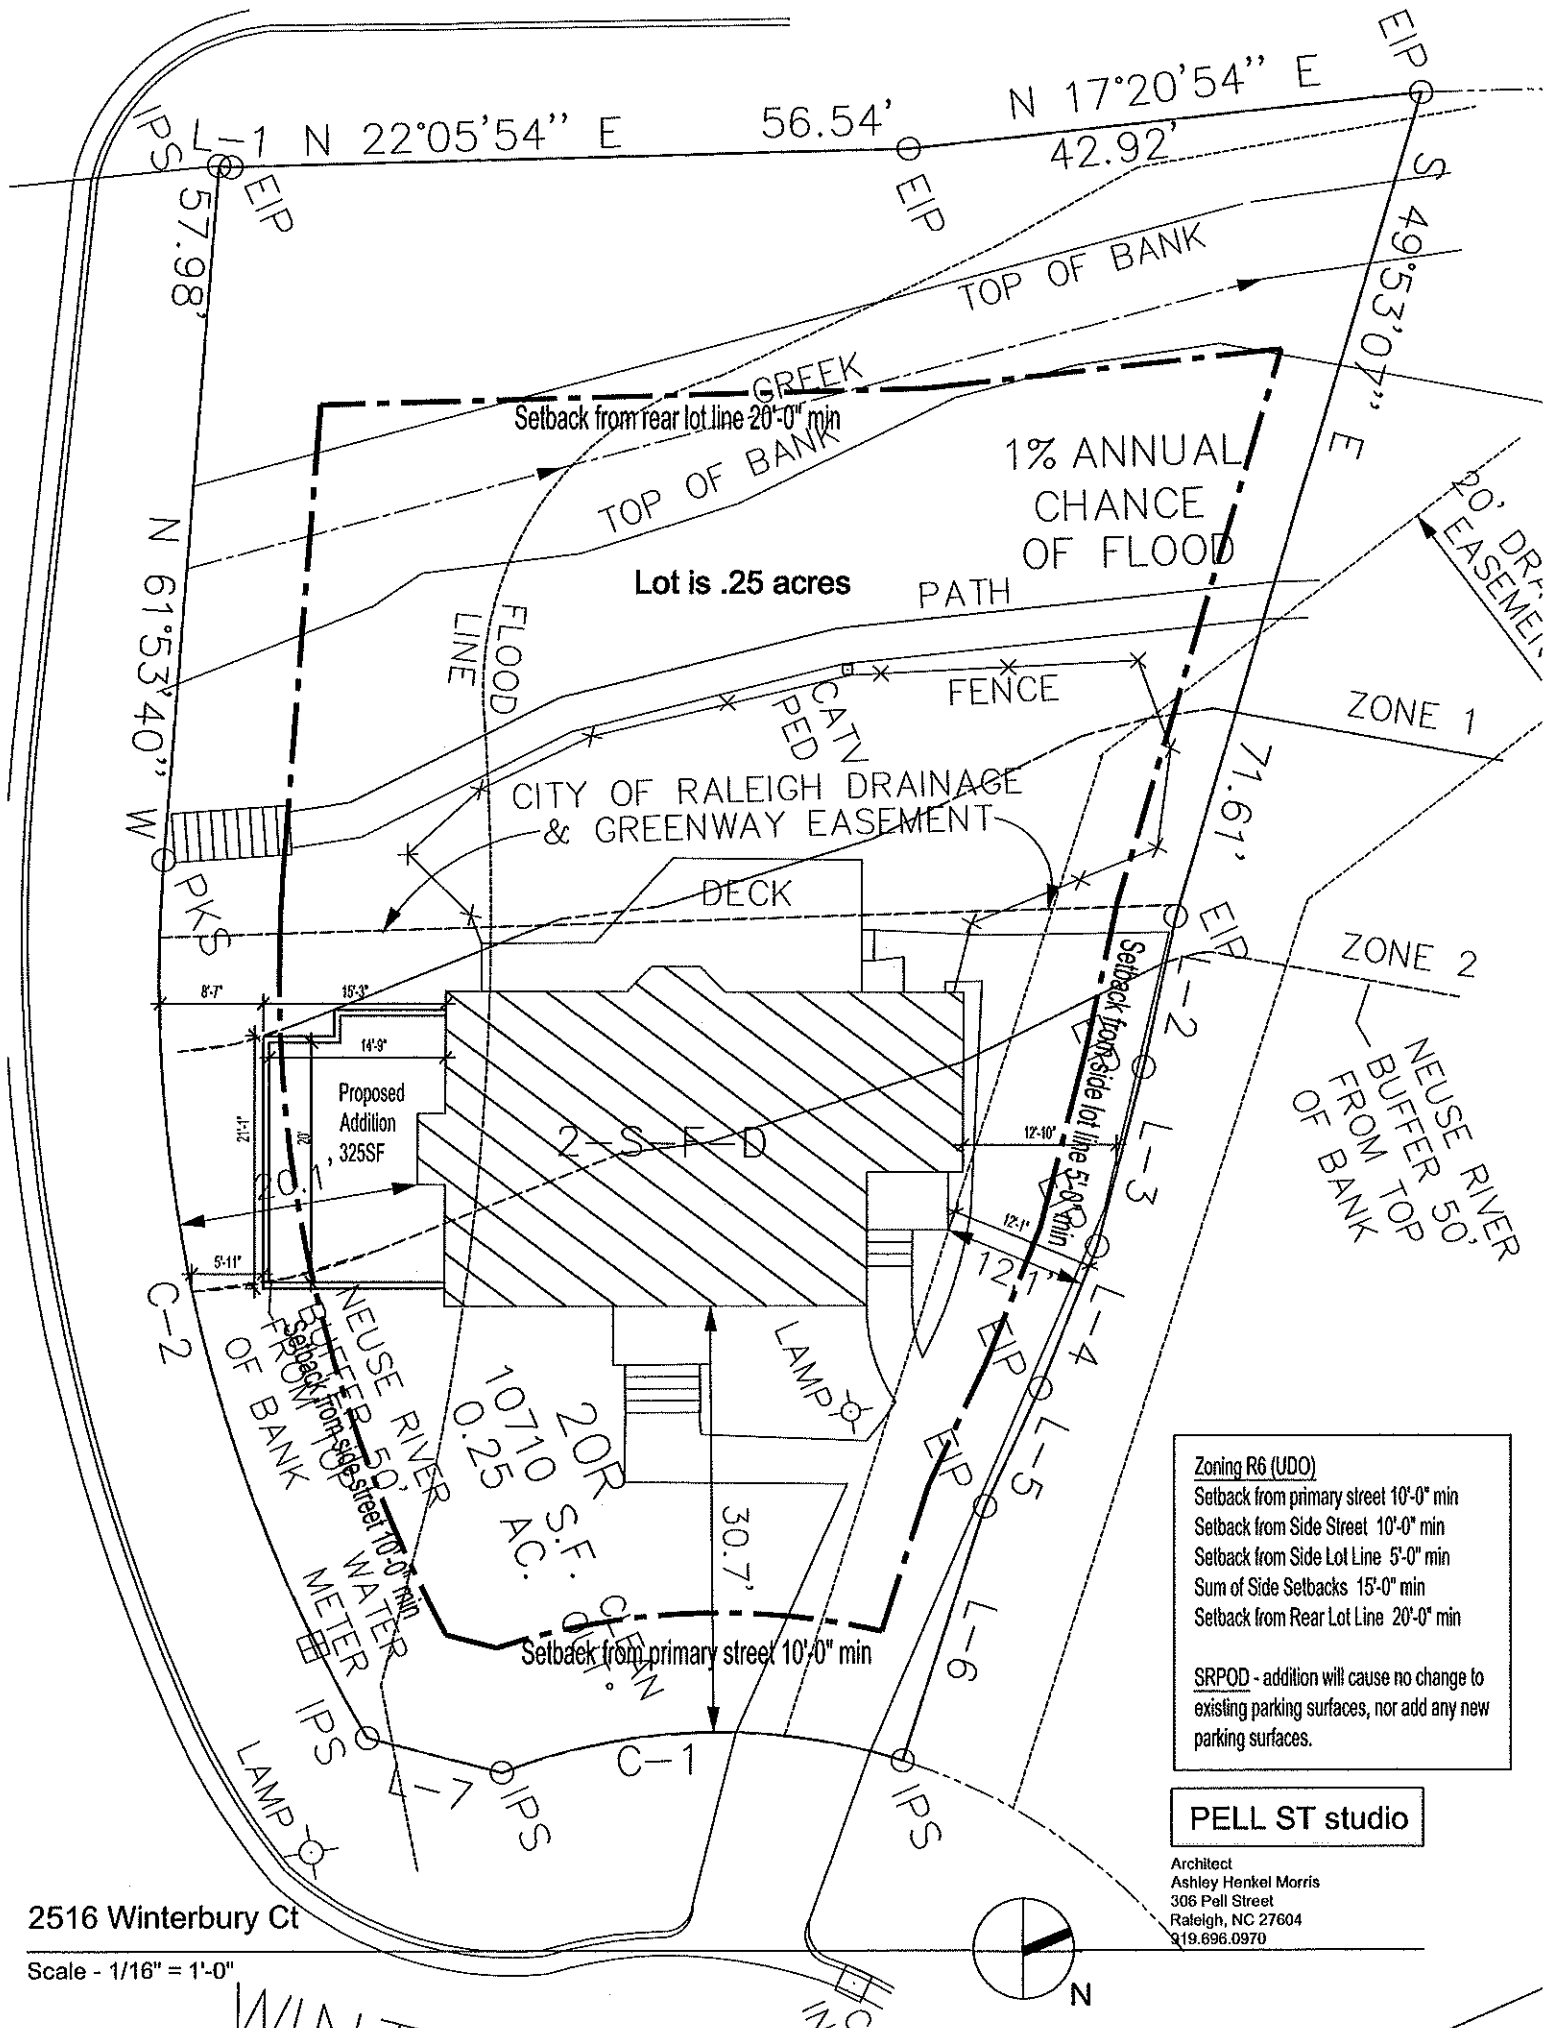 EIP
N 17°20'54'' E
42.92'
56.54'
N 22°05'54'' E
L-1
IPS
EIP
EIP
57.98'
S 49°53'07'' E
TOP OF BANK
CREEK
Setback from rear lot line 20'-0" min
TOP OF BANK
1% ANNUAL
CHANCE
OF FLOOD
20' DRA
EASEMEN
Lot is .25 acres
PATH
N 61°53'40'' W
FLOOD
LINE
FENCE
CATV
PED
ZONE 1
71.61'
CITY OF RALEIGH DRAINAGE
& GREENWAY EASEMENT
PKS
DECK
EIP
ZONE 2
8'-7"
15'-3"
14'-9"
Proposed
Addition
325SF
21'-1"
20'
20.1'
5'-11"
2-S-F-D
Setback from side lot line 5'-0" min
L-2
EIP
12'-10"
L-3
EIP
12'-1"
12.1'
L-4
NEUSE RIVER
BUFFER 50'
FROM TOP
OF BANK
C-2
NEUSE RIVER
BUFFER 50'
FROM TOP
OF BANK
Setback from side street 10'-0" min
LAMP
EIP
L-5
EIP
20R
10710 S.F.
0.25 AC.
30.7'
Zoning R6 (UDO)
Setback from primary street 10'-0" min
Setback from Side Street 10'-0" min
Setback from Side Lot Line 5'-0" min
Sum of Side Setbacks 15'-0" min
Setback from Rear Lot Line 20'-0" min
SRPOD - addition will cause no change to
existing parking surfaces, nor add any new
parking surfaces.
WATER
METER
CLEAN
OUT
Setback from primary street 10'-0" min
L-6
IPS
L-7
IPS
C-1
IPS
LAMP
PELL ST studio
Architect
Ashley Henkel Morris
306 Pell Street
Raleigh, NC 27604
919.696.0970
2516 Winterbury Ct
Scale - 1/16" = 1'-0"
N